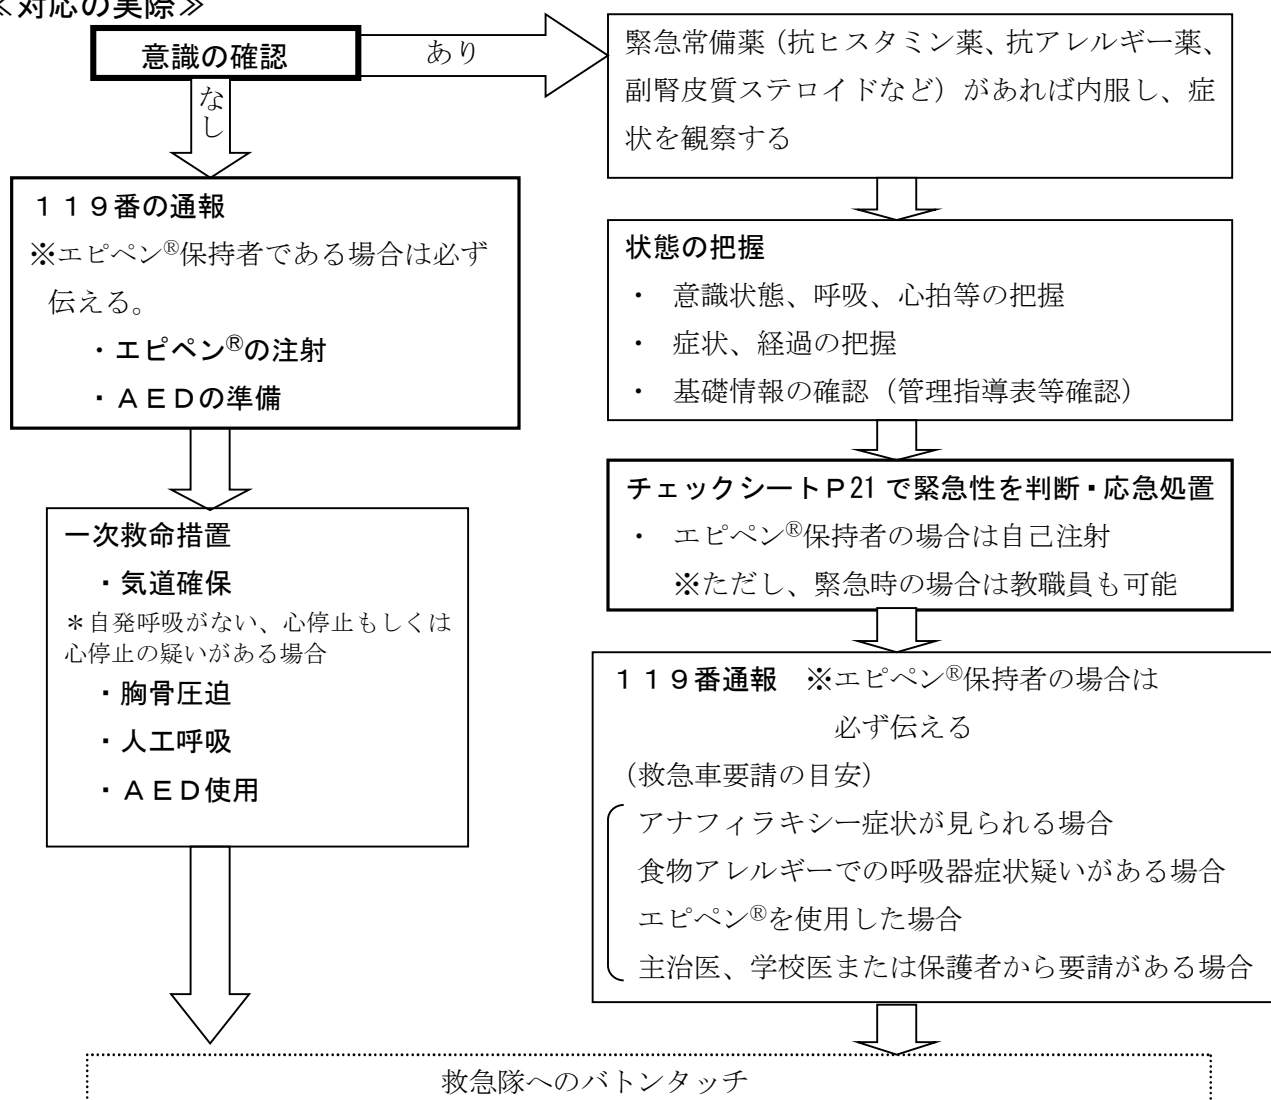 ≪対応の実際≫
意識の確認
あり
なし
緊急常備薬（抗ヒスタミン薬、抗アレルギー薬、
副腎皮質ステロイドなど）があれば内服し、症
状を観察する
１１９番の通報
※エピペン®保持者である場合は必ず
伝える。
・エピペン®の注射
・ＡＥＤの準備
状態の把握
・ 意識状態、呼吸、心拍等の把握
・ 症状、経過の把握
・ 基礎情報の確認（管理指導表等確認）
チェックシートＰ21 で緊急性を判断・応急処置
・ エピペン®保持者の場合は自己注射
※ただし、緊急時の場合は教職員も可能
一次救命措置
・気道確保
＊自発呼吸がない、心停止もしくは
心停止の疑いがある場合
・胸骨圧迫
・人工呼吸
・ＡＥＤ使用
１１９番通報 ※エピペン®保持者の場合は
必ず伝える
（救急車要請の目安）
アナフィラキシー症状が見られる場合
食物アレルギーでの呼吸器症状疑いがある場合
エピペン®を使用した場合
主治医、学校医または保護者から要請がある場合
救急隊へのバトンタッチ